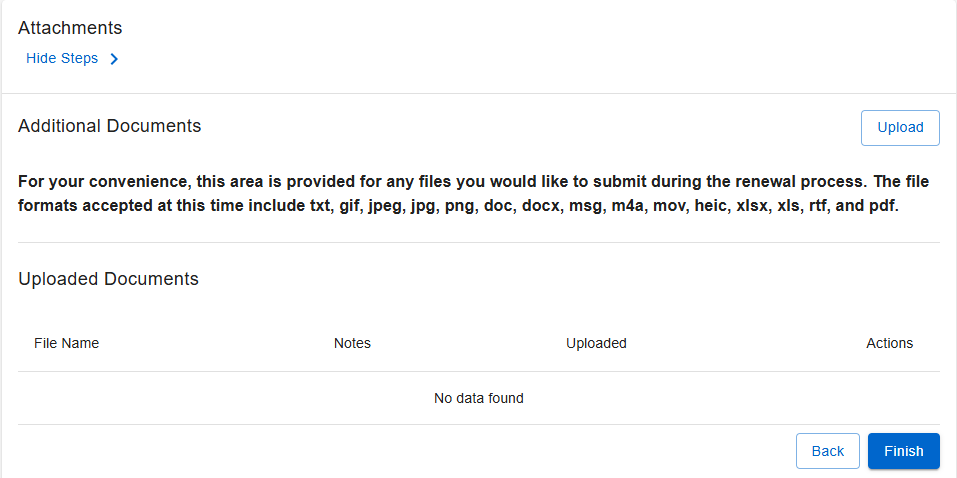 Attachments
Hide Steps
Additional Documents
Upload
For your convenience, this area is provided for any files you would like to submit during the renewal process. The file
formats accepted at this time include txt, gif, jpeg, jpg, png, doc, docx, msg, m4a, mov, heic, xlsx, xls, rtf, and pdf.
Uploaded Documents
File Name Notes Uploaded Actions
No data found
Back Finish